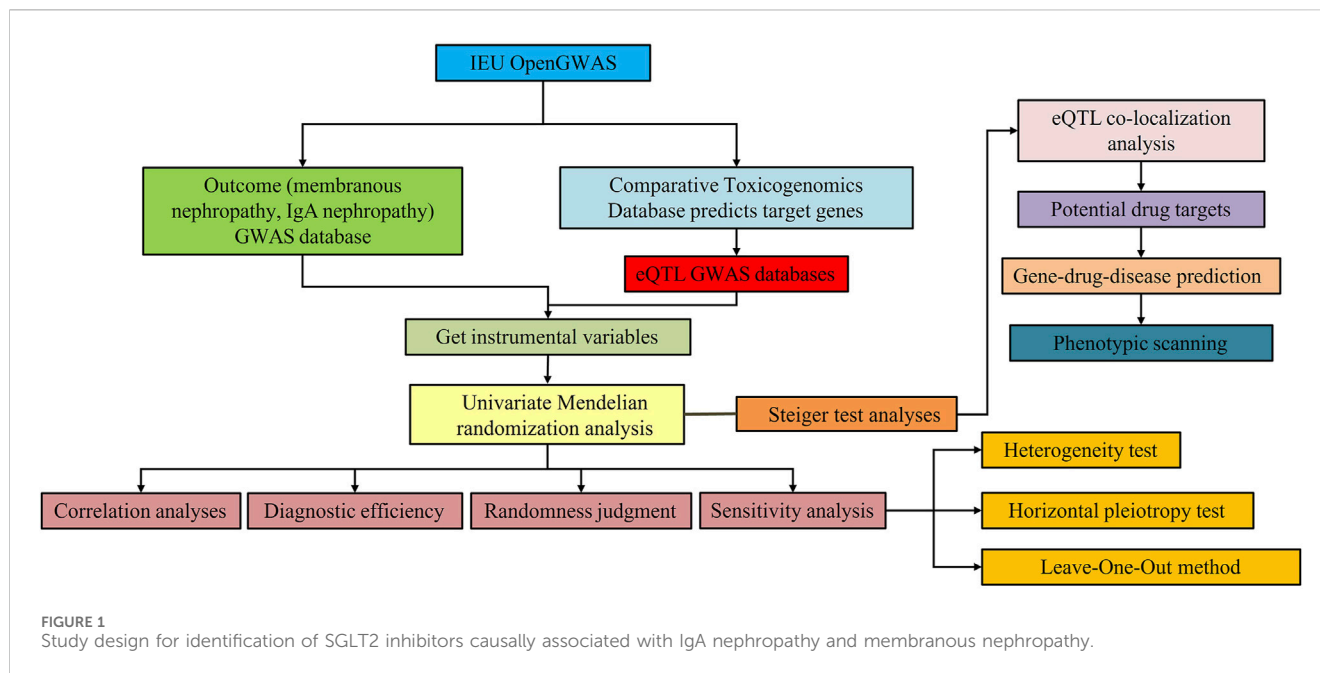 IEU OpenGWAS
Outcome (membranous
nephropathy, IgA nephropathy)
GWAS database
Comparative Toxicogenomics
Database predicts target genes
eQTL GWAS databases
Get instrumental variables
Univariate Mendelian
randomization analysis
Steiger test analyses
eQTL co-localization
analysis
Potential drug targets
Gene-drug-disease prediction
Phenotypic scanning
Correlation analyses
Diagnostic efficiency
Randomness judgment
Sensitivity analysis
Heterogeneity test
Horizontal pleiotropy test
Leave-One-Out method
FIGURE 1
Study design for identification of SGLT2 inhibitors causally associated with IgA nephropathy and membranous nephropathy.